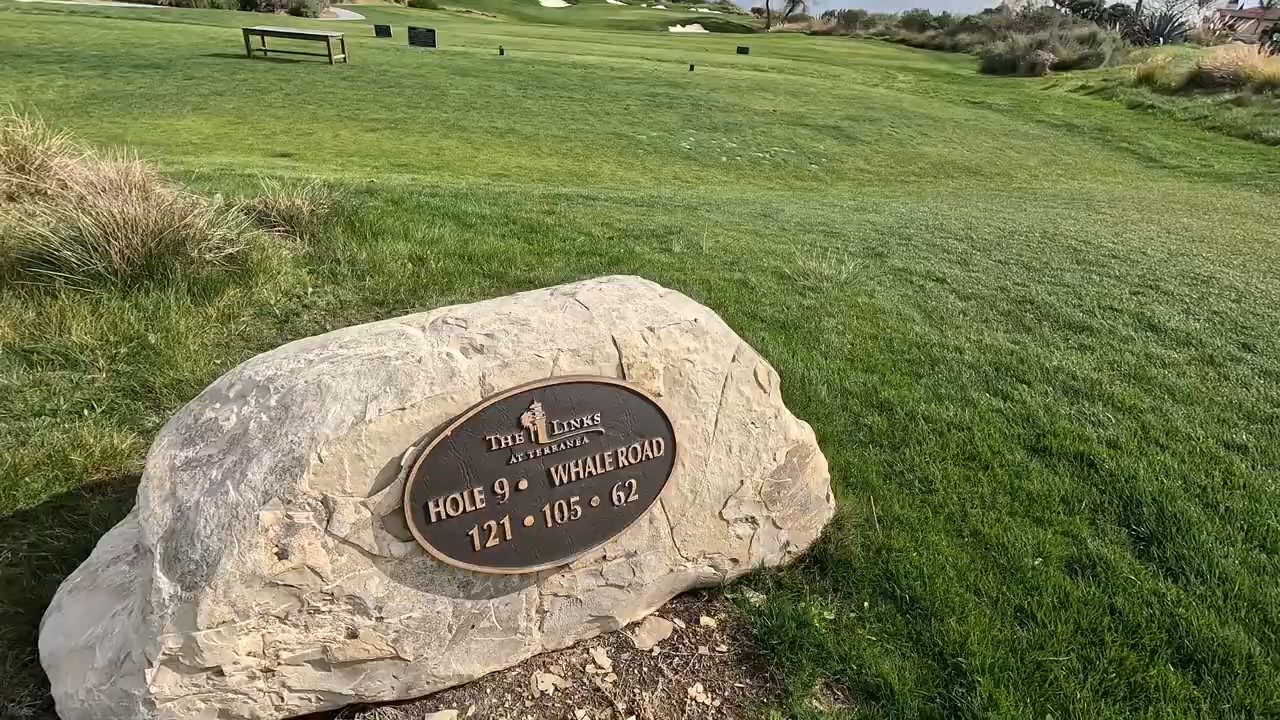 THE LINKS
AT TERRANEA
HOLE 9 • WHALE ROAD
121 • 105 • 62